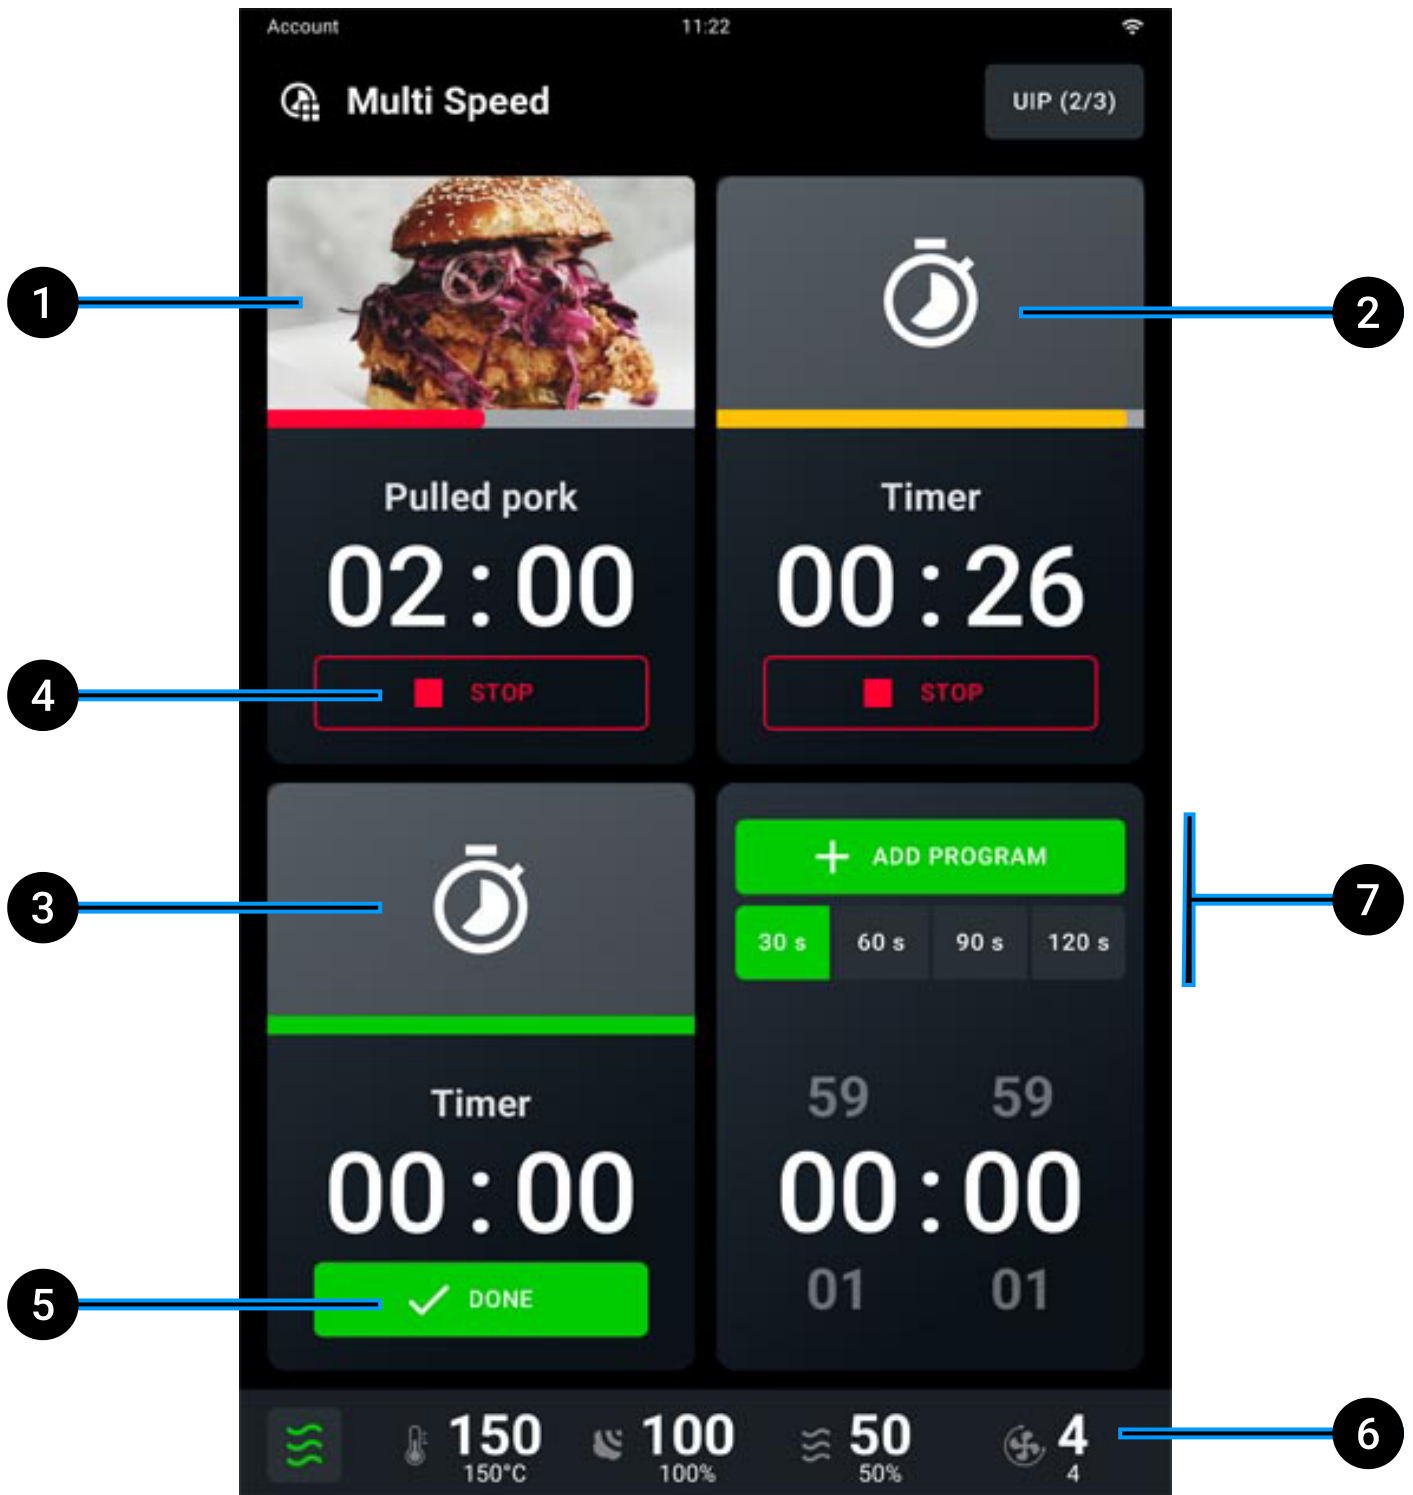 Account 11:22
Multi Speed UIP (2/3)
1
2
Pulled pork
02:00
STOP
Timer
00:26
STOP
4
3
Timer
00:00
DONE
5
ADD PROGRAM
30 s 60 s 90 s 120 s
59 59
00:00
01 01
7
150 100 50 4
150°C 100% 50% 4
6